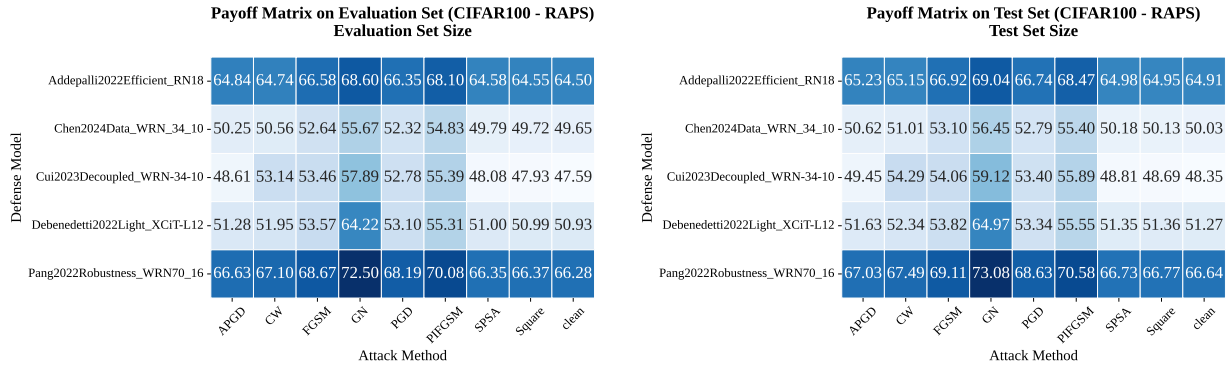 Payoff Matrix on Evaluation Set (CIFAR100 - RAPS)
Evaluation Set Size
Defense Model
Addepalli2022Efficient_RN18 64.84 64.74 66.58 68.60 66.35 68.10 64.58 64.55 64.50
Chen2024Data_WRN_34_10 50.25 50.56 52.64 55.67 52.32 54.83 49.79 49.72 49.65
Cui2023Decoupled_WRN-34-10 48.61 53.14 53.46 57.89 52.78 55.39 48.08 47.93 47.59
Debenedetti2022Light_XCiT-L12 51.28 51.95 53.57 64.22 53.10 55.31 51.00 50.99 50.93
Pang2022Robustness_WRN70_16 66.63 67.10 68.67 72.50 68.19 70.08 66.35 66.37 66.28
APGD CW FGSM GN PGD PIFGSM SPSA Square clean
Attack Method
Payoff Matrix on Test Set (CIFAR100 - RAPS)
Test Set Size
Defense Model
Addepalli2022Efficient_RN18 65.23 65.15 66.92 69.04 66.74 68.47 64.98 64.95 64.91
Chen2024Data_WRN_34_10 50.62 51.01 53.10 56.45 52.79 55.40 50.18 50.13 50.03
Cui2023Decoupled_WRN-34-10 49.45 54.29 54.06 59.12 53.40 55.89 48.81 48.69 48.35
Debenedetti2022Light_XCiT-L12 51.63 52.34 53.82 64.97 53.34 55.55 51.35 51.36 51.27
Pang2022Robustness_WRN70_16 67.03 67.49 69.11 73.08 68.63 70.58 66.73 66.77 66.64
APGD CW FGSM GN PGD PIFGSM SPSA Square clean
Attack Method